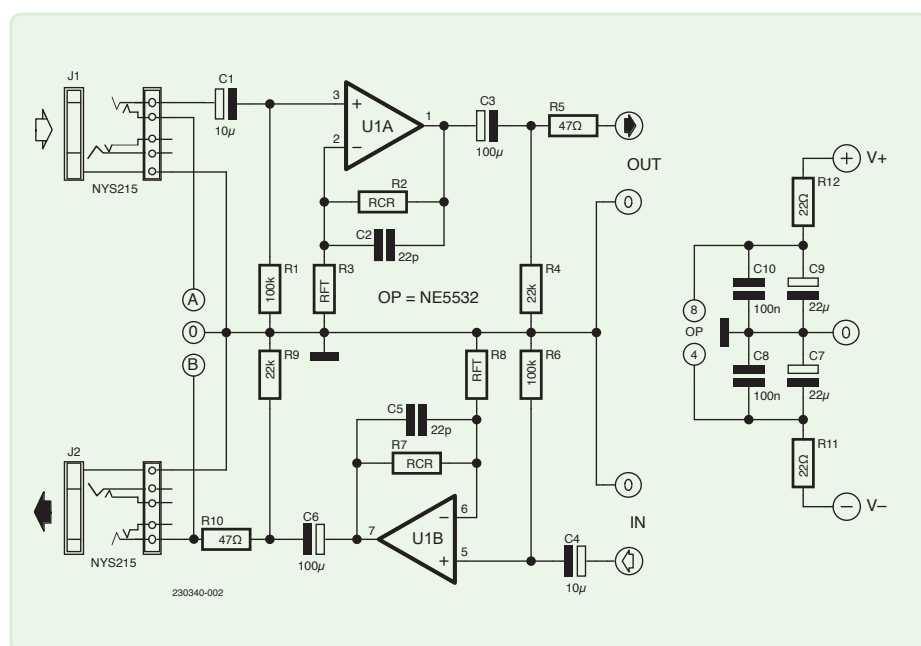 J1
NYS215
C1
10µ
3
+
2
−
U1A
1
R2
RCR
C2
22p
C3
100µ
R5
47Ω
OUT
0
R1
100k
R3
RFT
R4
22k
OP = NE5532
A
0
B
R9
22k
R8
RFT
R6
100k
C5
22p
R7
RCR
J2
NYS215
R10
47Ω
C6
100µ
7
U1B
6
−
5
+
C4
10µ
0
IN
230340-002
+
V+
R12
22Ω
C10
100n
C9
22µ
8
OP
4
0
C8
100n
C7
22µ
R11
22Ω
−
V−